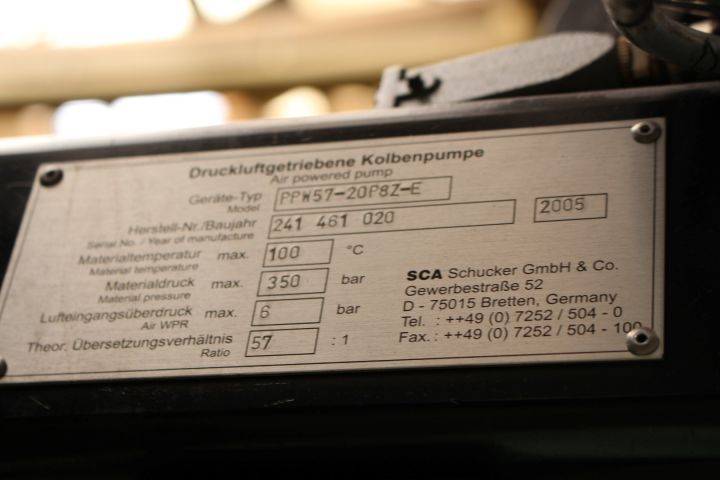 Druckluftgetriebene Kolbenpumpe
Air powered pump
Geräte-Typ PPW57-20P8Z-E
Model
Herstell-Nr./Baujahr 241 461 020 2005
Serial No. / Year of manufacture
Materialtemperatur max. 100 °C
Material temperature
Materialdruck max. 350 bar
Material pressure
Lufteingangsüberdruck max. 6 bar
Air WPR
Theor. Übersetzungsverhältnis 57 : 1
Ratio
SCA Schucker GmbH & Co.
Gewerbestraße 52
D - 75015 Bretten, Germany
Tel. : ++49 (0) 7252 / 504 - 0
Fax. : ++49 (0) 7252 / 504 - 100